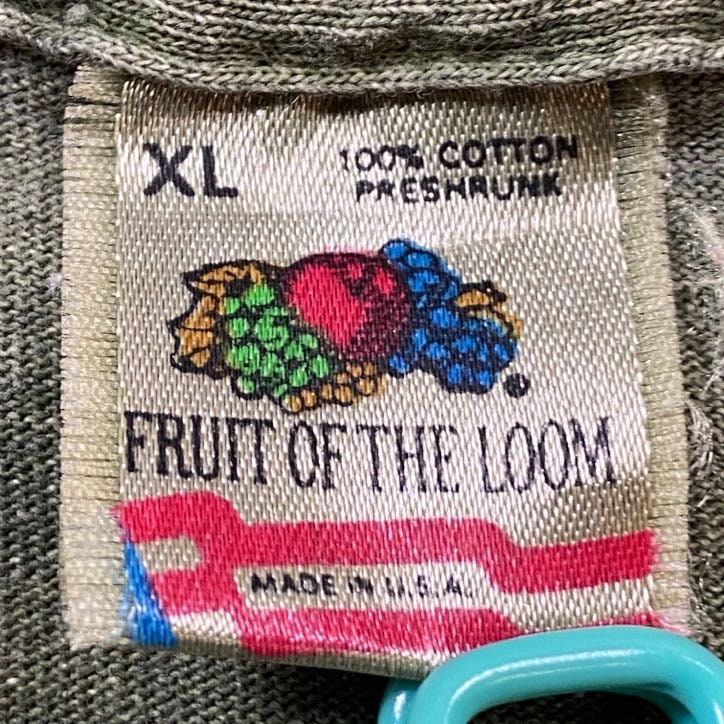 XL
100% COTTON
PRESHRUNK
FRUIT OF THE LOOM
MADE IN U.S.A.